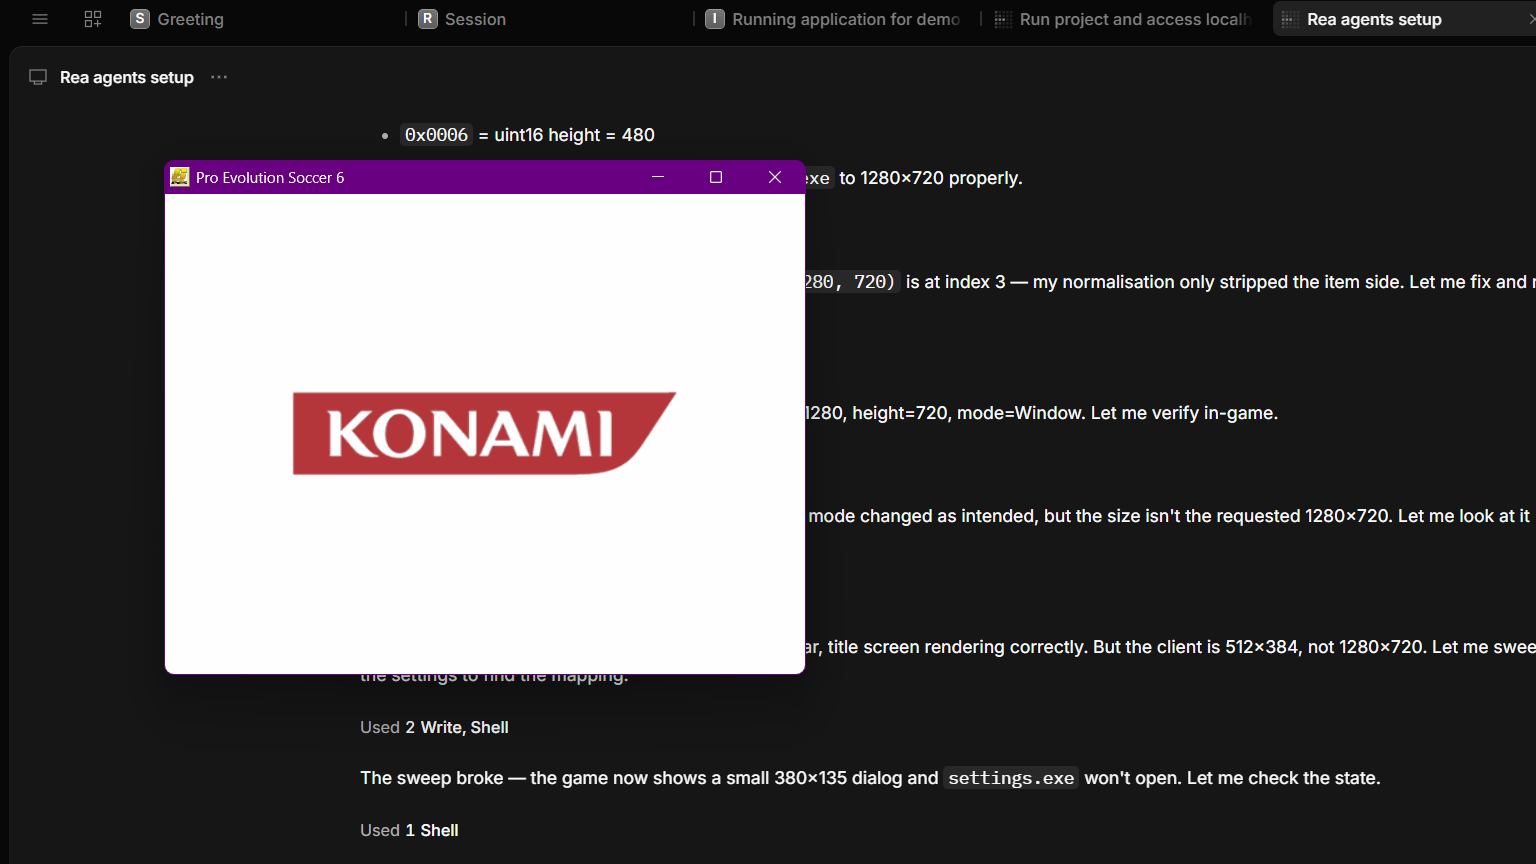 S Greeting
R Session
I Running application for demo
Run project and access localh
Rea agents setup
Rea agents setup ...
0x0006 = uint16 height = 480
Pro Evolution Soccer 6
xe to 1280×720 properly.
280, 720) is at index 3 — my normalisation only stripped the item side. Let me fix and
KONAMI
1280, height=720, mode=Window. Let me verify in-game.
mode changed as intended, but the size isn't the requested 1280×720. Let me look at it
ar, title screen rendering correctly. But the client is 512×384, not 1280×720. Let me swee
the settings to find the mapping.
Used 2 Write, Shell
The sweep broke — the game now shows a small 380×135 dialog and settings.exe won't open. Let me check the state.
Used 1 Shell